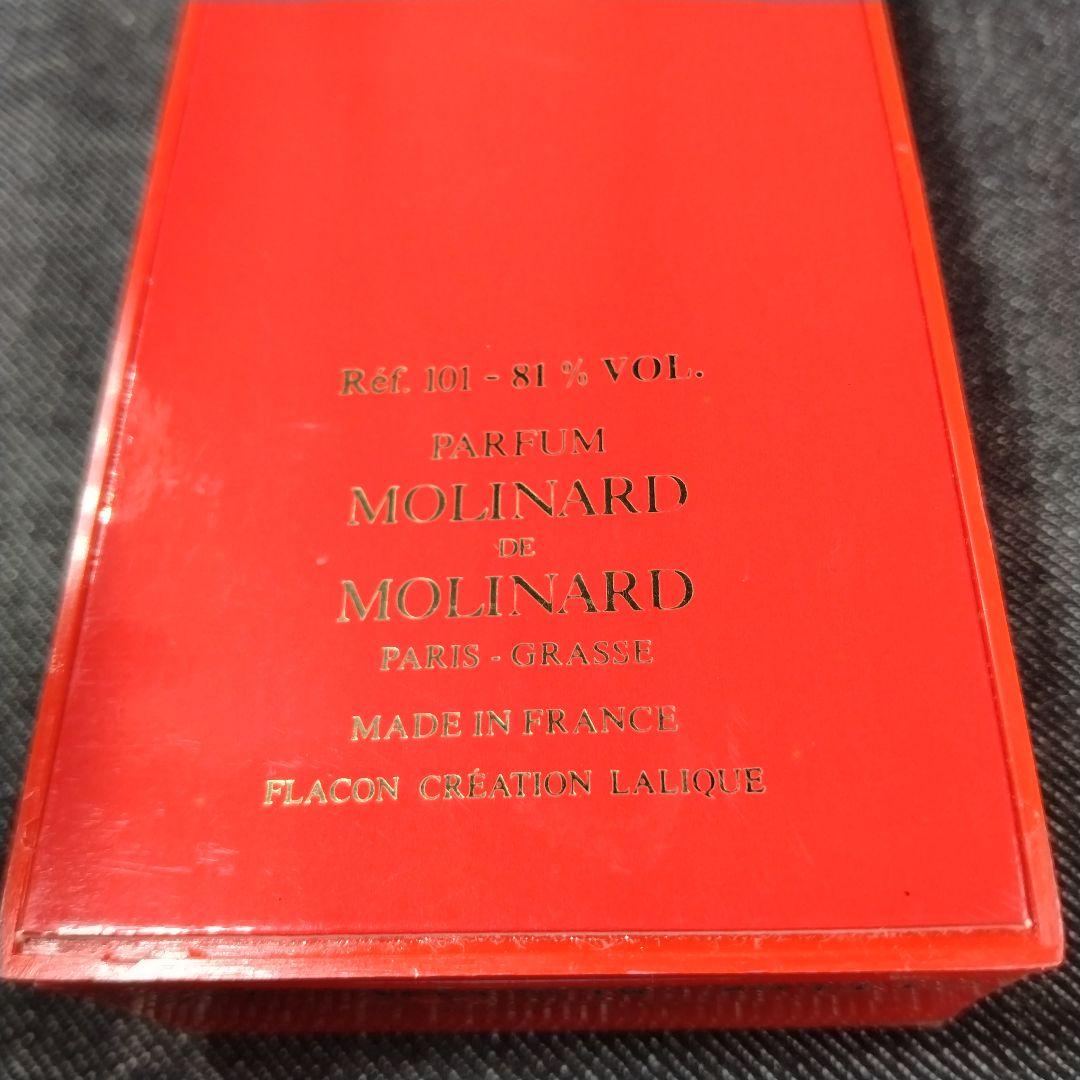 Réf. 101 - 81 % VOL.
PARFUM
MOLINARD
DE
MOLINARD
PARIS - GRASSE
MADE IN FRANCE
FLACON CRÉATION LALIQUE